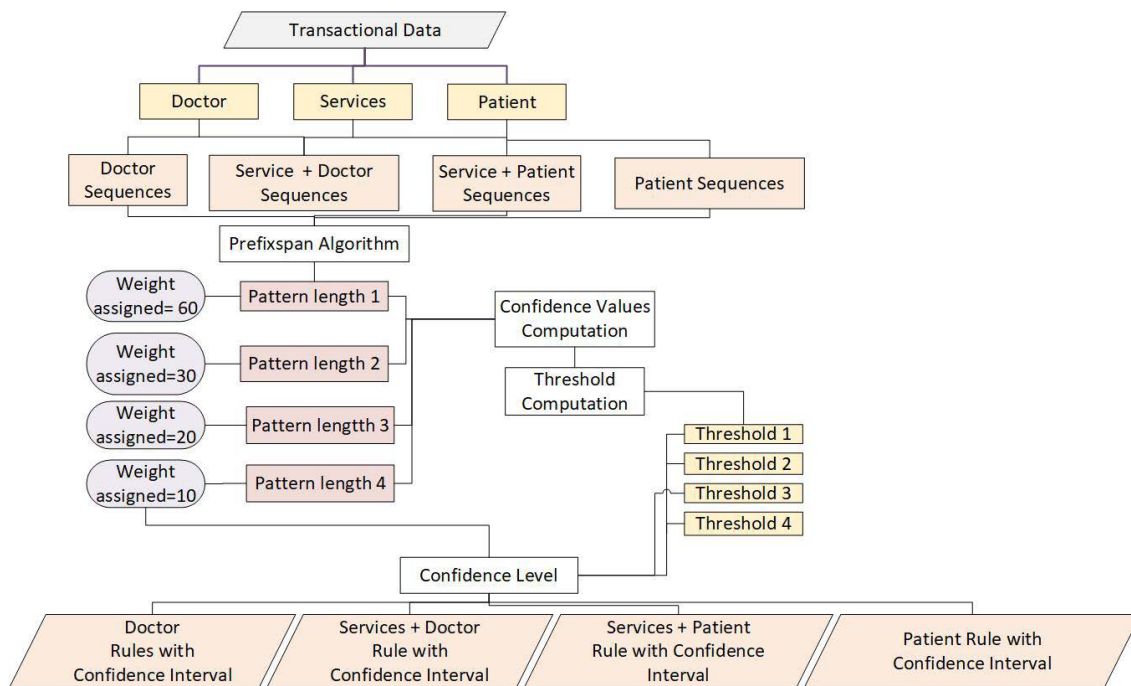 Transactional Data
Doctor
Services
Patient
Doctor
Sequences
Service + Doctor
Sequences
Service + Patient
Sequences
Patient Sequences
Prefixspan Algorithm
Weight
assigned= 60
Pattern length 1
Confidence Values
Computation
Weight
assigned=30
Pattern length 2
Threshold
Computation
Weight
assigned=20
Pattern lengtth 3
Threshold 1
Threshold 2
Weight
assigned=10
Pattern length 4
Threshold 3
Threshold 4
Confidence Level
Doctor
Rules with
Confidence Interval
Services + Doctor
Rule with
Confidence Interval
Services + Patient
Rule with Confidence
Interval
Patient Rule with
Confidence Interval